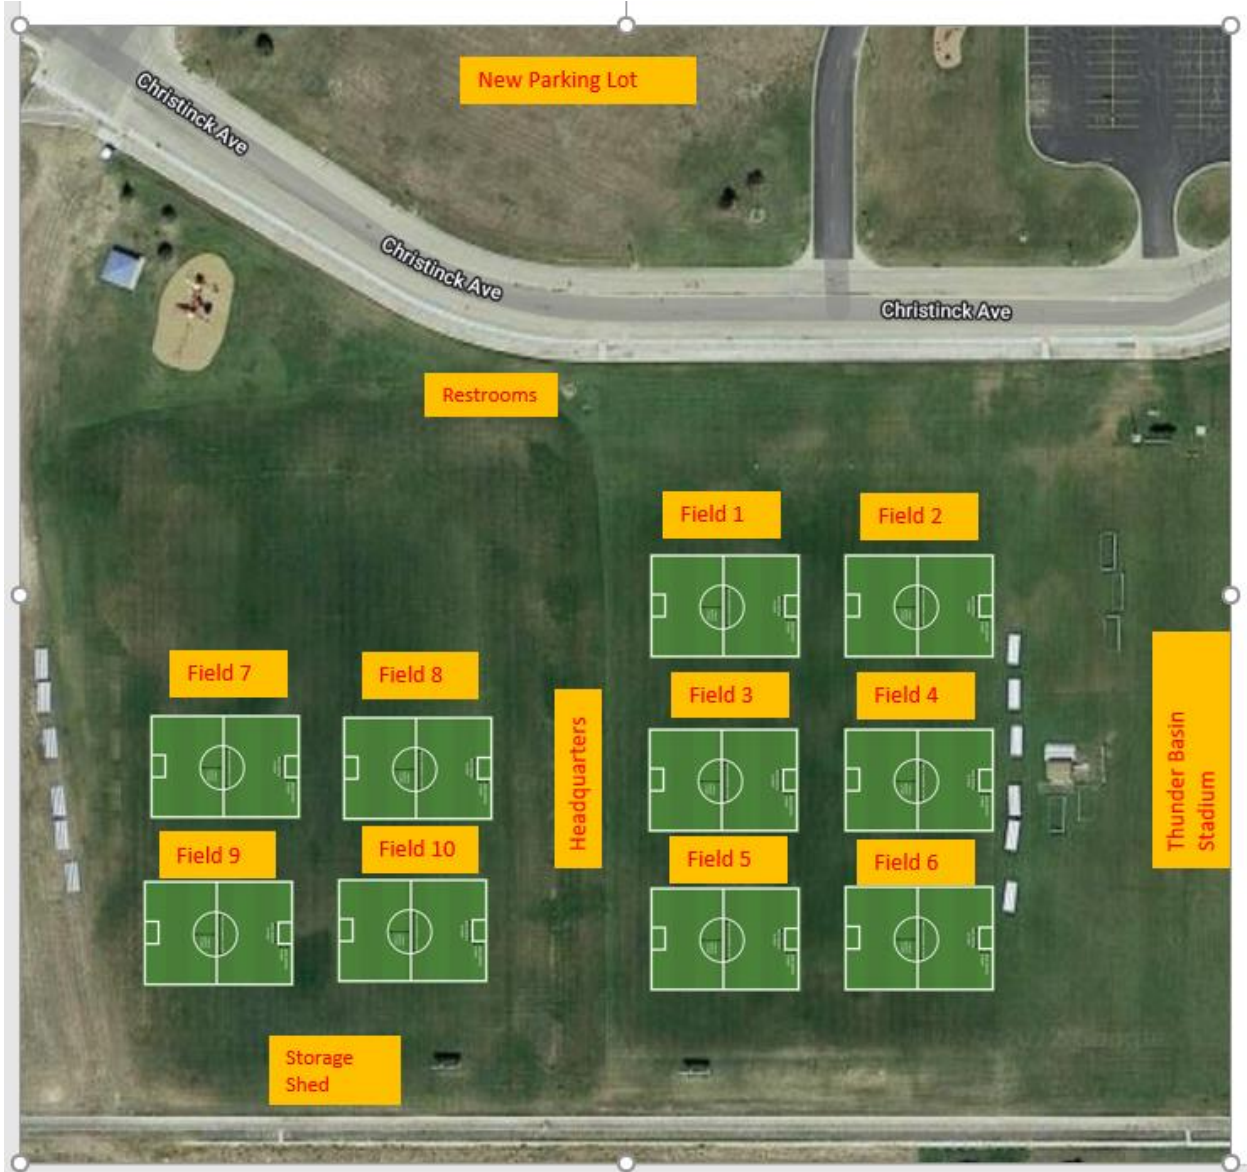 New Parking Lot
Christinck Ave
Christinck Ave
Christinck Ave
Restrooms
Field 1
Field 2
Field 7
Field 8
Field 3
Field 4
Headquarters
Thunder Basin
Stadium
Field 9
Field 10
Field 5
Field 6
Storage
Shed